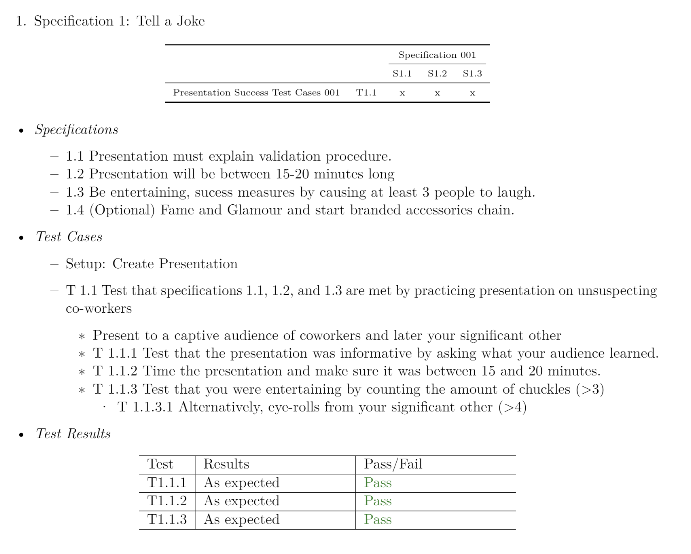 1. Specification 1: Tell a Joke
Specification 001
S1.1 S1.2 S1.3
Presentation Success Test Cases 001 T1.1 x x x
• Specifications
– 1.1 Presentation must explain validation procedure.
– 1.2 Presentation will be between 15-20 minutes long
– 1.3 Be entertaining, sucess measures by causing at least 3 people to laugh.
– 1.4 (Optional) Fame and Glamour and start branded accessories chain.
• Test Cases
– Setup: Create Presentation
– T 1.1 Test that specifications 1.1, 1.2, and 1.3 are met by practicing presentation on unsuspecting
co-workers
* Present to a captive audience of coworkers and later your significant other
* T 1.1.1 Test that the presentation was informative by asking what your audience learned.
* T 1.1.2 Time the presentation and make sure it was between 15 and 20 minutes.
* T 1.1.3 Test that you were entertaining by counting the amount of chuckles (>3)
· T 1.1.3.1 Alternatively, eye-rolls from your significant other (>4)
• Test Results
Test Results Pass/Fail
T1.1.1 As expected Pass
T1.1.2 As expected Pass
T1.1.3 As expected Pass